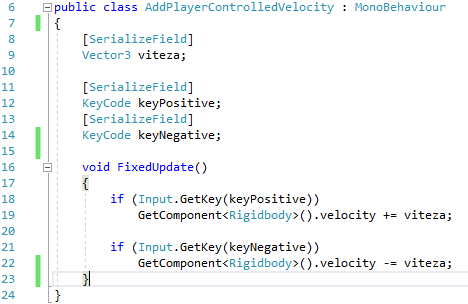 6 public class AddPlayerControlledVelocity : MonoBehaviour
7 {
8 [SerializeField]
9 Vector3 viteza;
10
11 [SerializeField]
12 KeyCode keyPositive;
13 [SerializeField]
14 KeyCode keyNegative;
15
16 void FixedUpdate()
17 {
18 if (Input.GetKey(keyPositive))
19 GetComponent<Rigidbody>().velocity += viteza;
20
21 if (Input.GetKey(keyNegative))
22 GetComponent<Rigidbody>().velocity -= viteza;
23 }
24 }